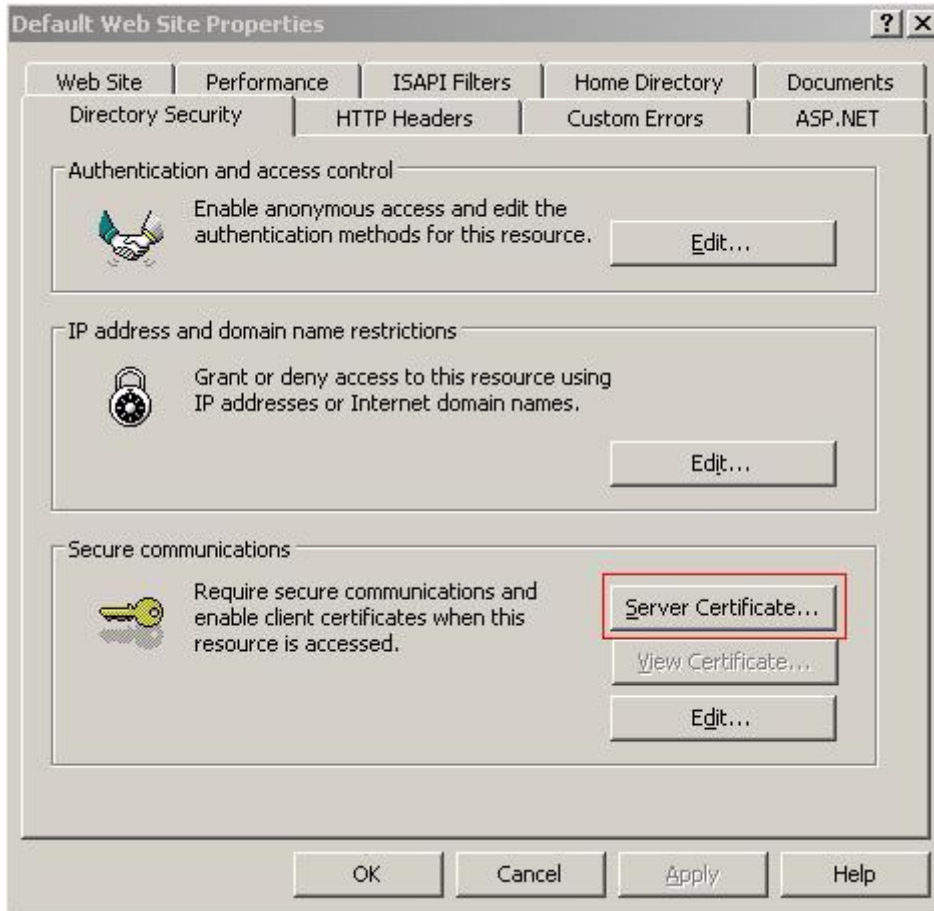 Default Web Site Properties
Web Site Performance ISAPI Filters Home Directory Documents
Directory Security HTTP Headers Custom Errors ASP.NET
Authentication and access control
Enable anonymous access and edit the
authentication methods for this resource.
Edit...
IP address and domain name restrictions
Grant or deny access to this resource using
IP addresses or Internet domain names.
Edit...
Secure communications
Require secure communications and
enable client certificates when this
resource is accessed.
Server Certificate...
View Certificate...
Edit...
OK Cancel Apply Help